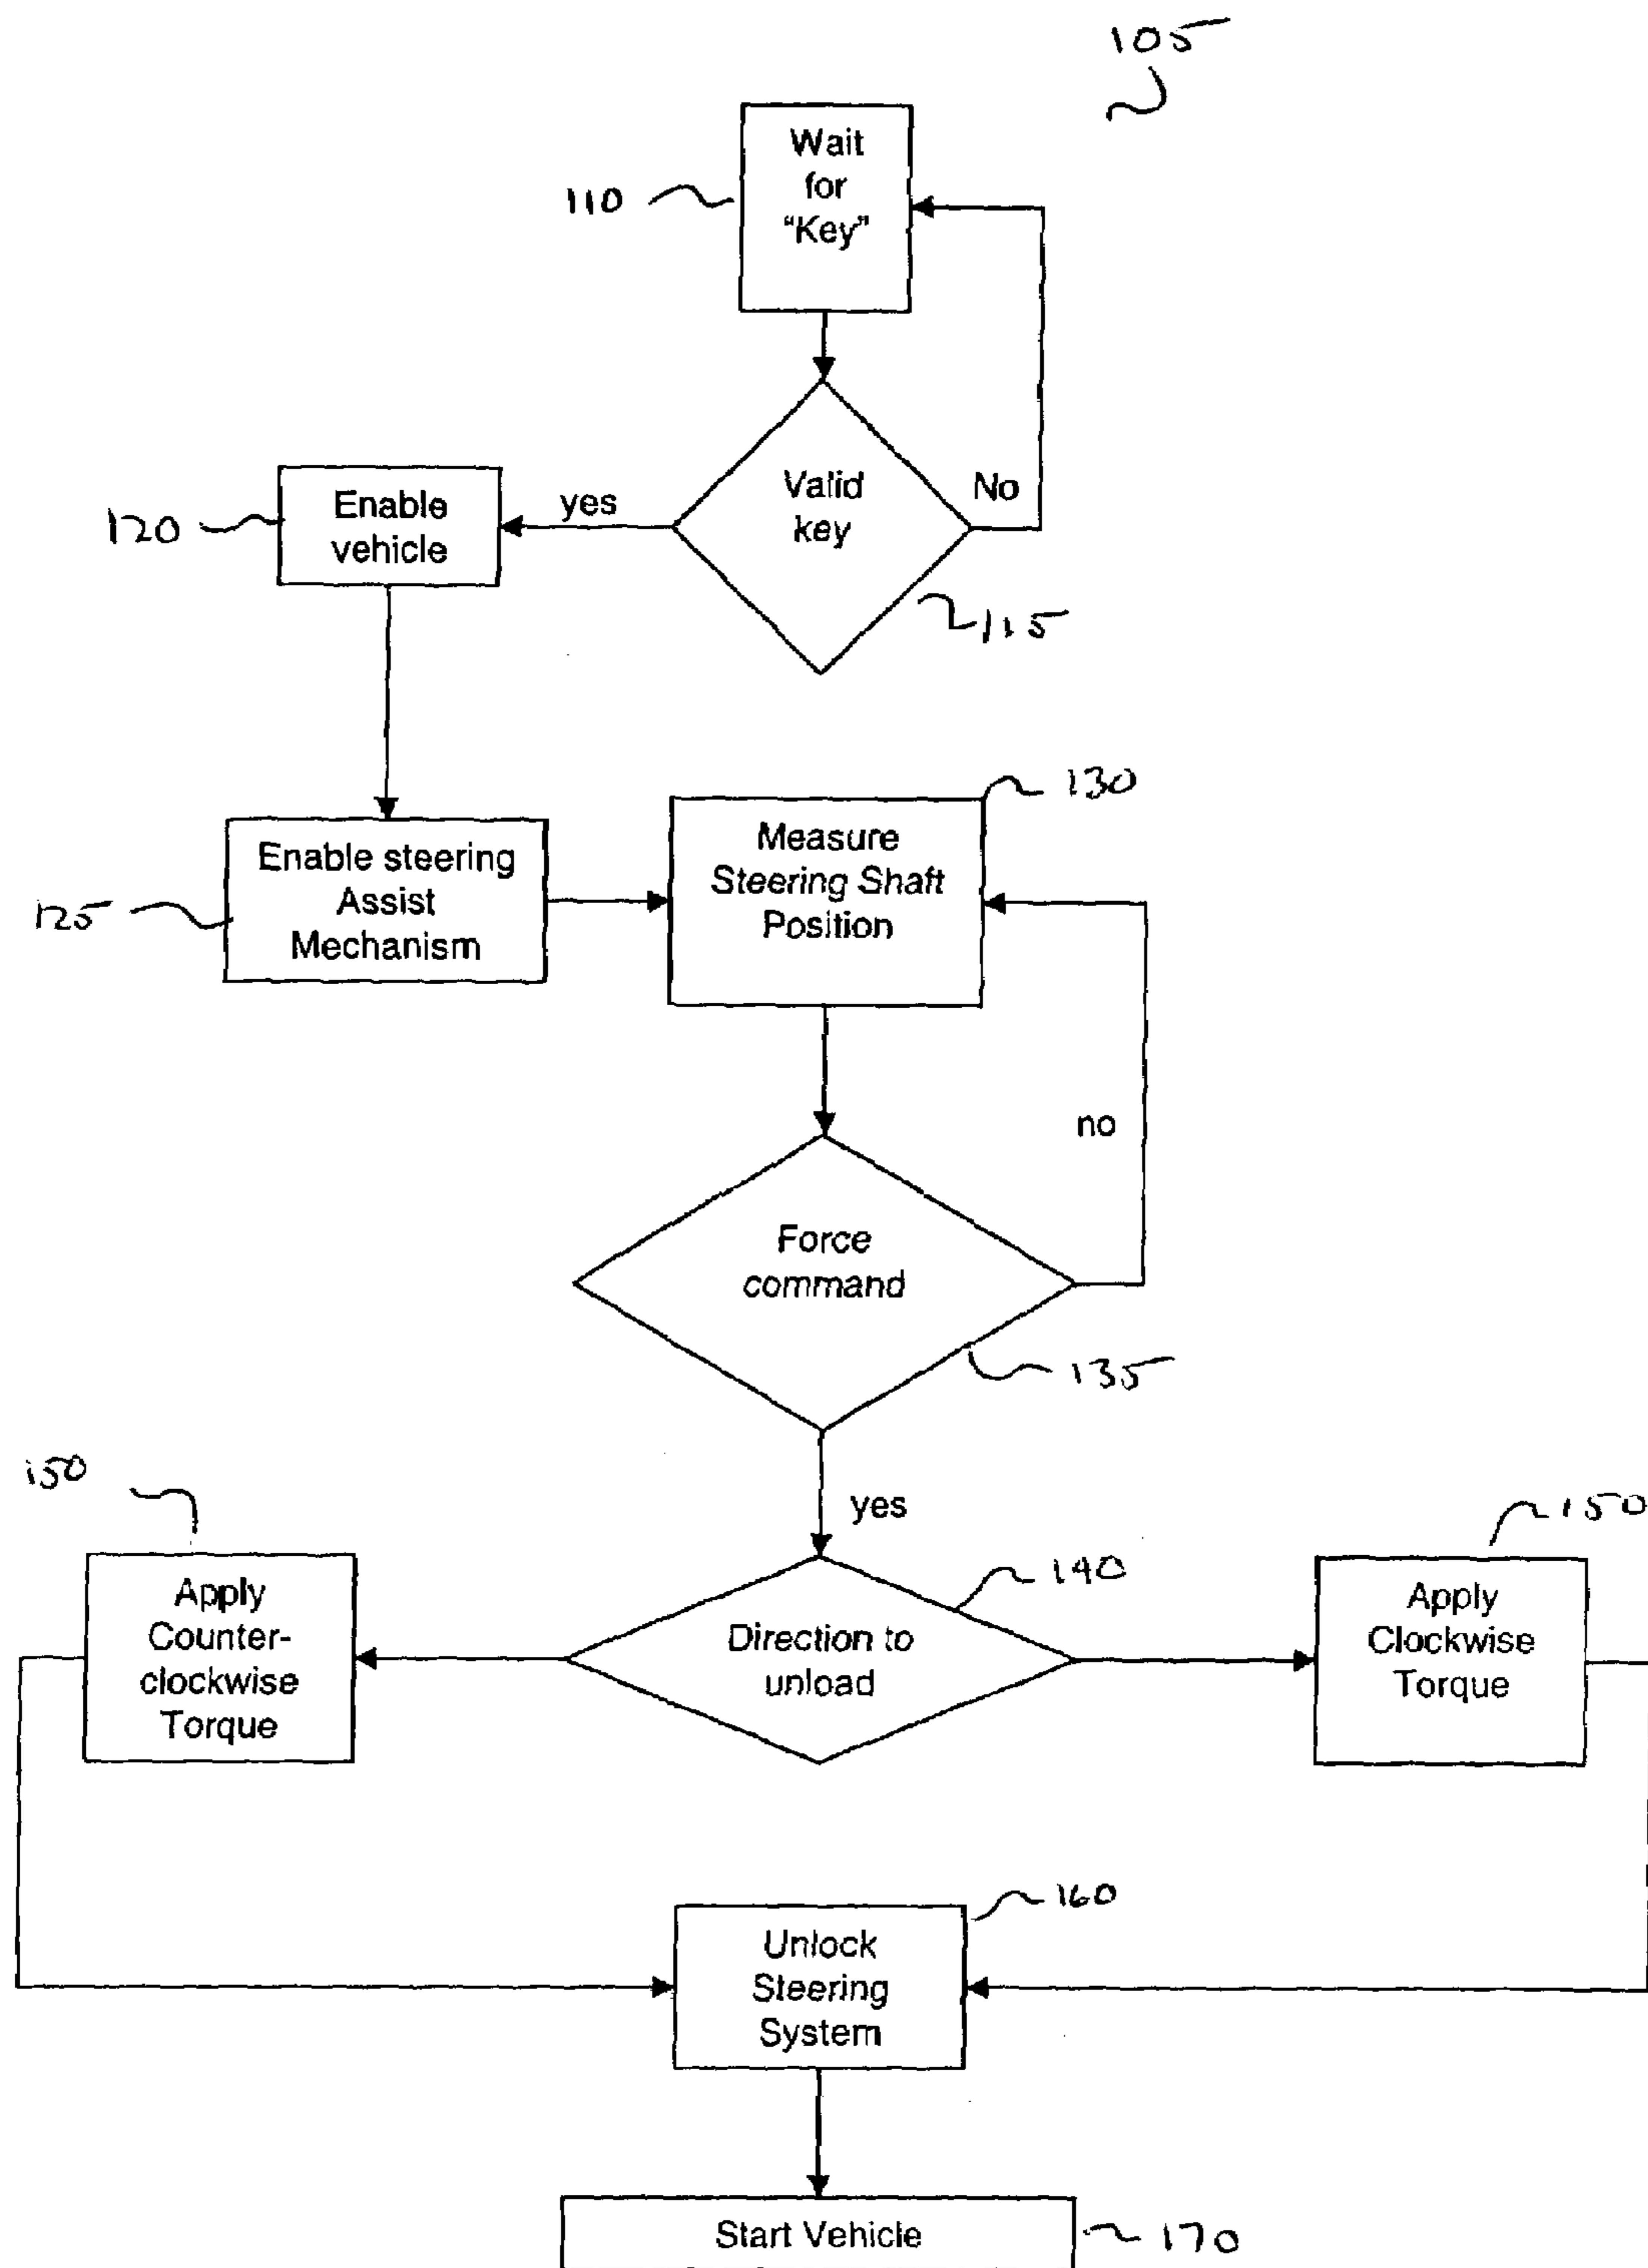 105
Wait
for
"Key"
110
Valid
key
No
yes
Enable
vehicle
120
115
130
Measure
Steering Shaft
Position
Enable steering
Assist
Mechanism
125
no
Force
command
135
yes
150
150
140
Apply
Counter-
clockwise
Torque
Direction to
unload
Apply
Clockwise
Torque
160
Unlock
Steering
System
Start Vehicle
170